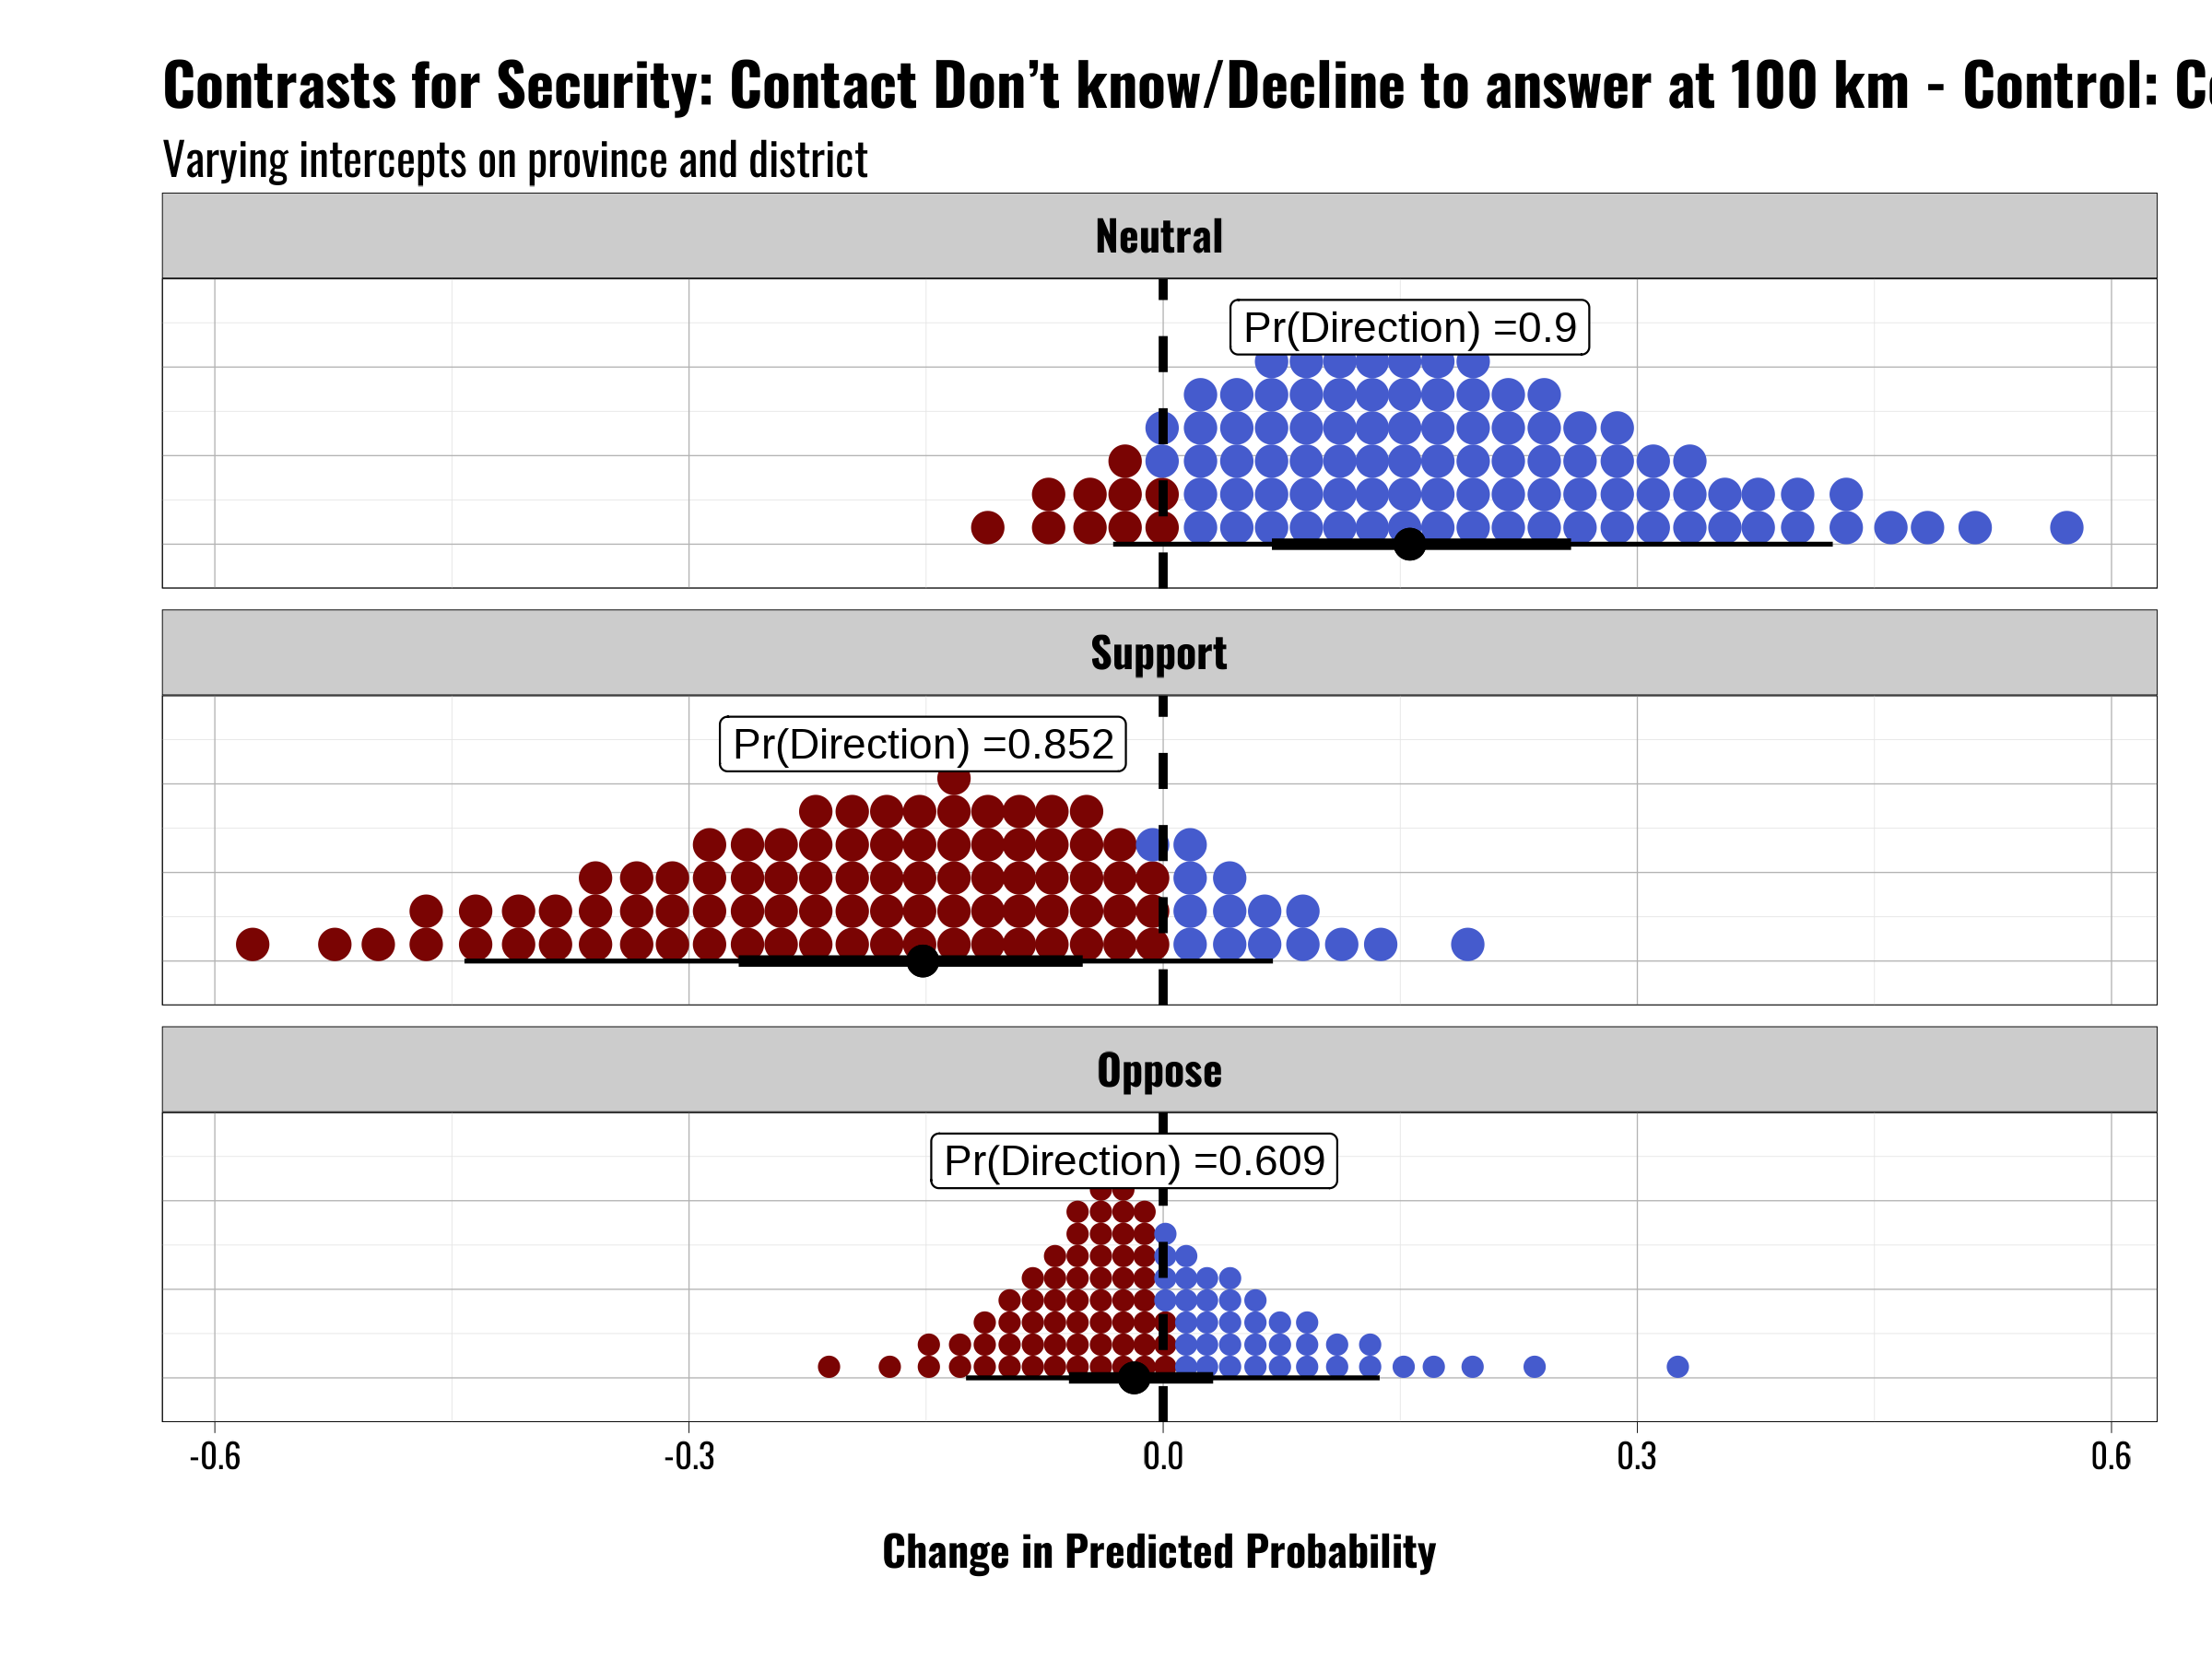 Contrasts for Security: Contact Don’t know/Decline to answer at 100 km - Control:
Varying intercepts on province and district
Neutral
Pr(Direction) =0.9
Support
Pr(Direction) =0.852
Oppose
Pr(Direction) =0.609
-0.6 -0.3 0.0 0.3 0.6
Change in Predicted Probability